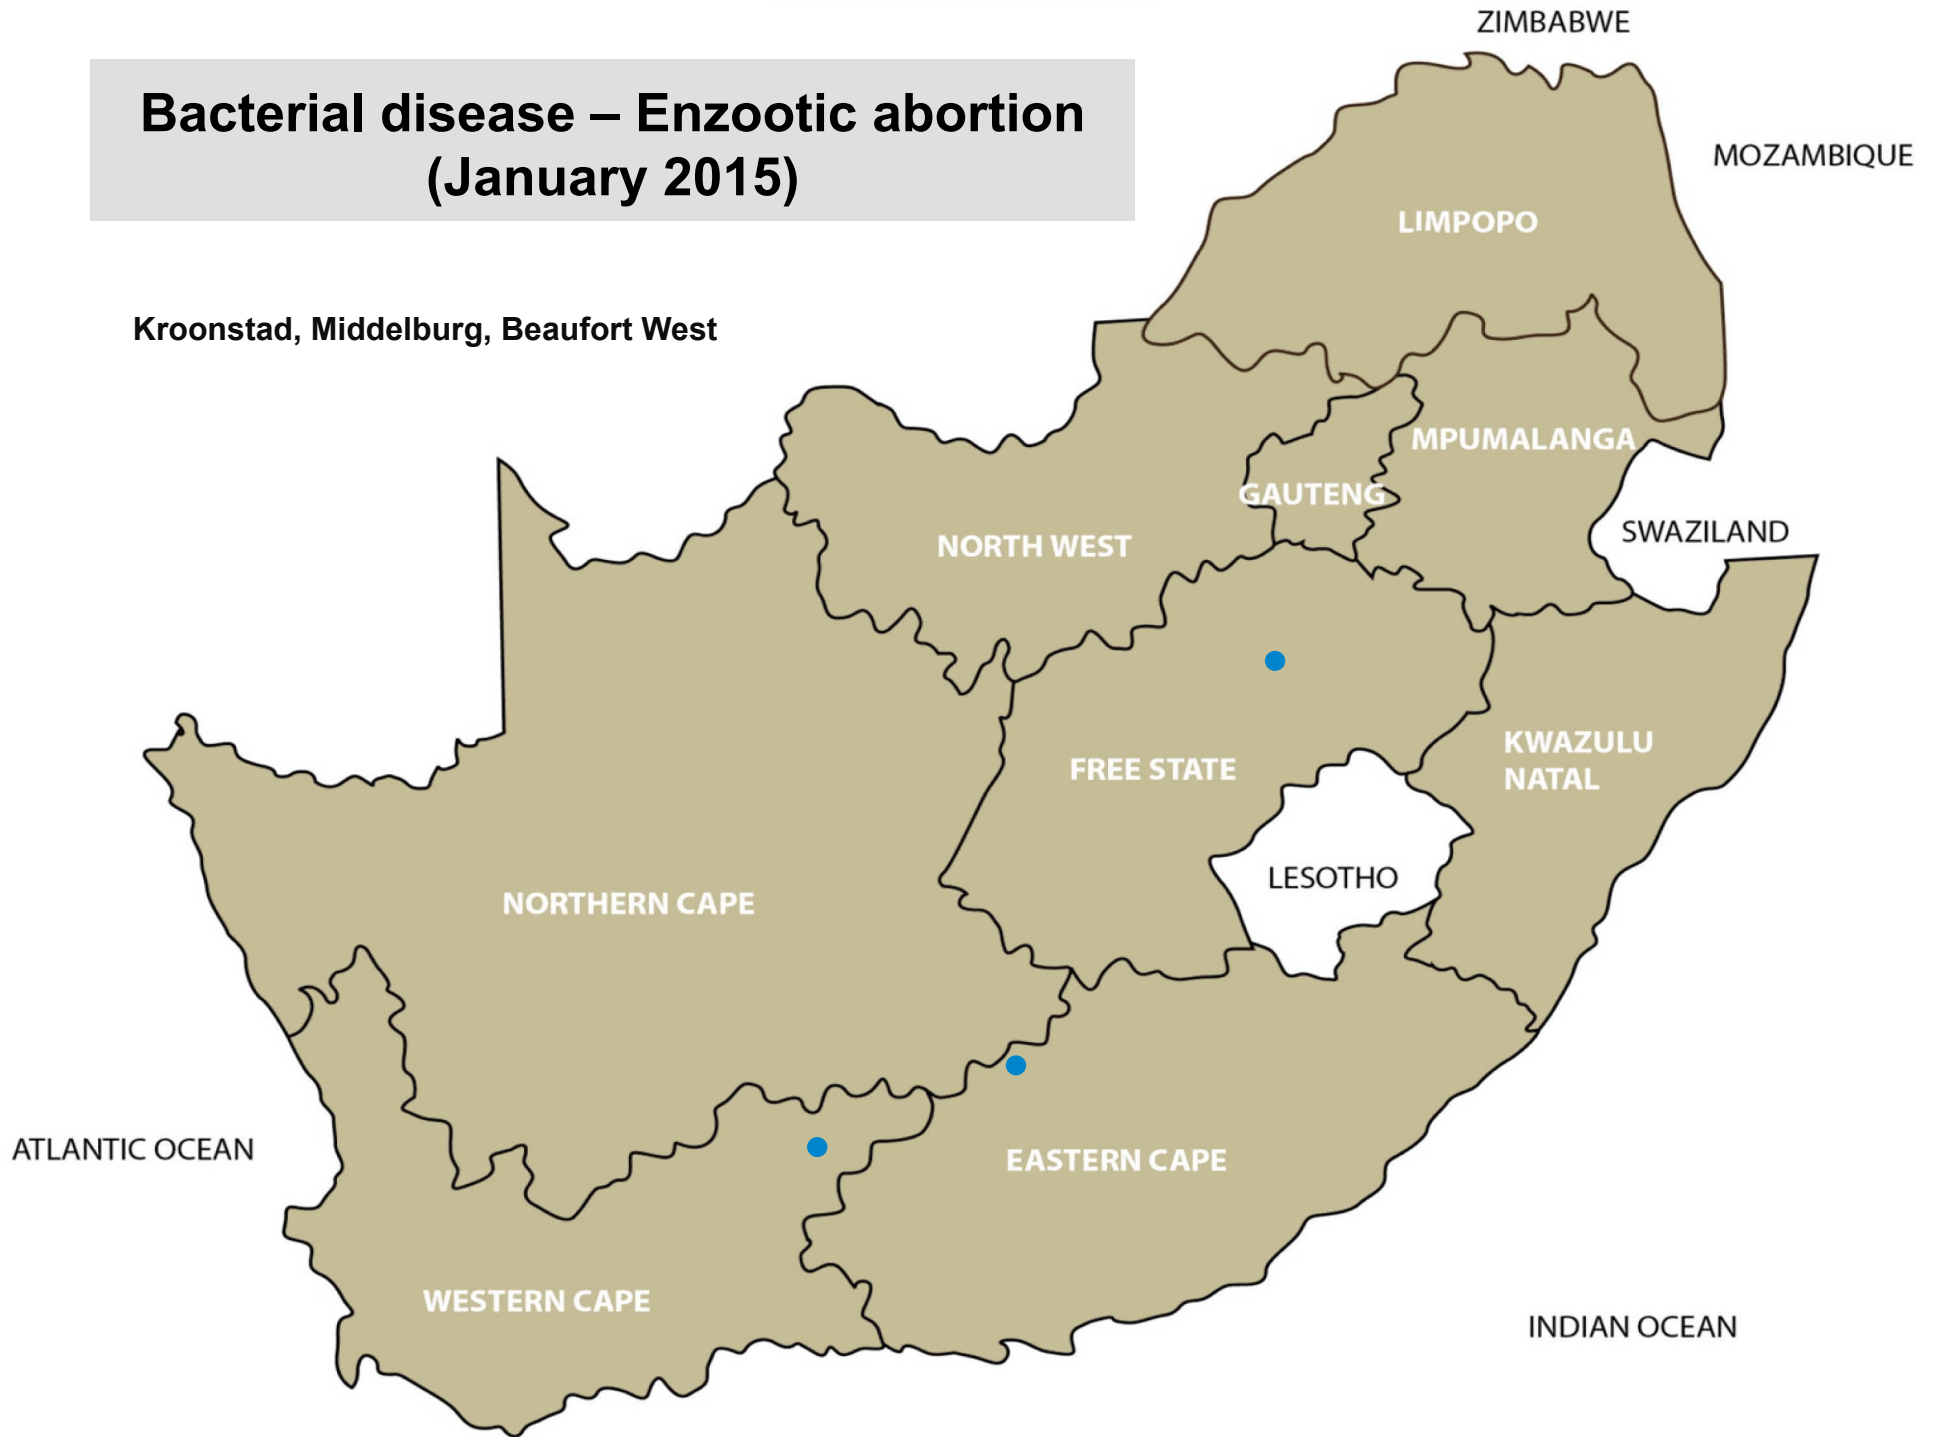 ZIMBABWE
Bacterial disease – Enzootic abortion
(January 2015)
MOZAMBIQUE
LIMPOPO
Kroonstad, Middelburg, Beaufort West
MPUMALANGA
GAUTENG
SWAZILAND
NORTH WEST
KWAZULU
NATAL
FREE STATE
LESOTHO
NORTHERN CAPE
ATLANTIC OCEAN
EASTERN CAPE
WESTERN CAPE
INDIAN OCEAN